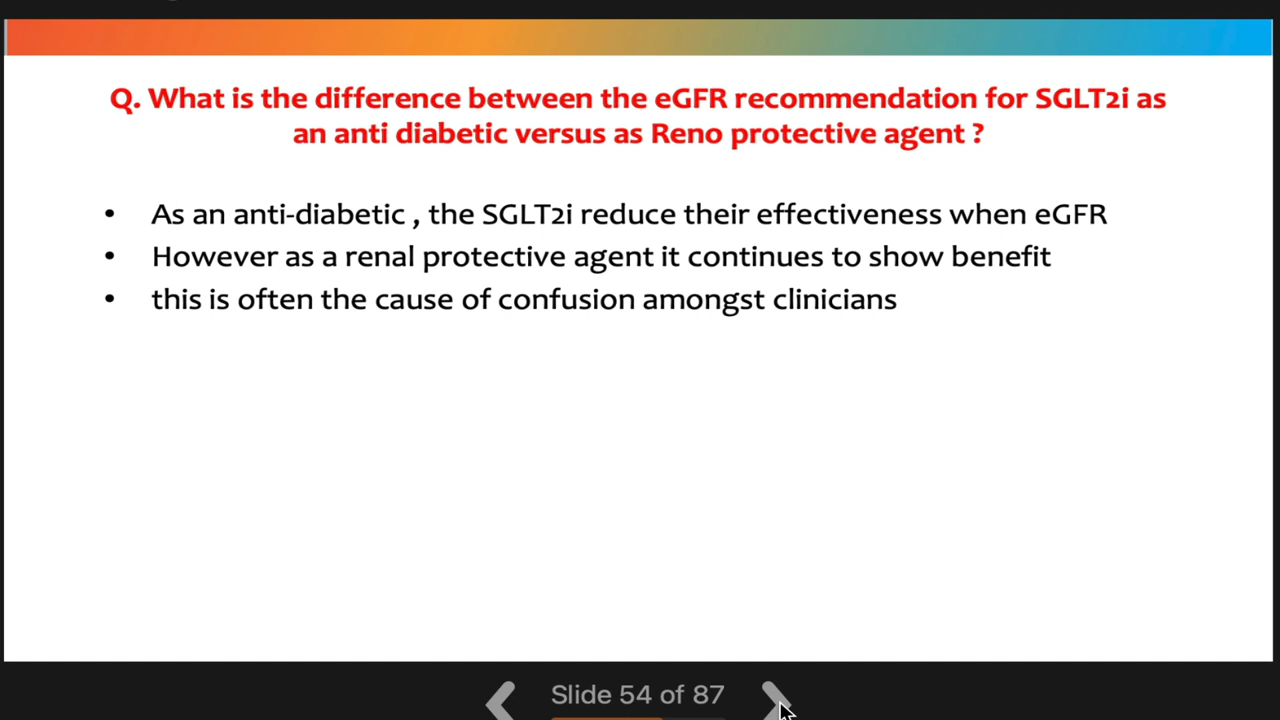 Q. What is the difference between the eGFR recommendation for SGLT2i as
an anti diabetic versus as Reno protective agent ?
• As an anti-diabetic , the SGLT2i reduce their effectiveness when eGFR
• However as a renal protective agent it continues to show benefit
• this is often the cause of confusion amongst clinicians
Slide 54 of 87